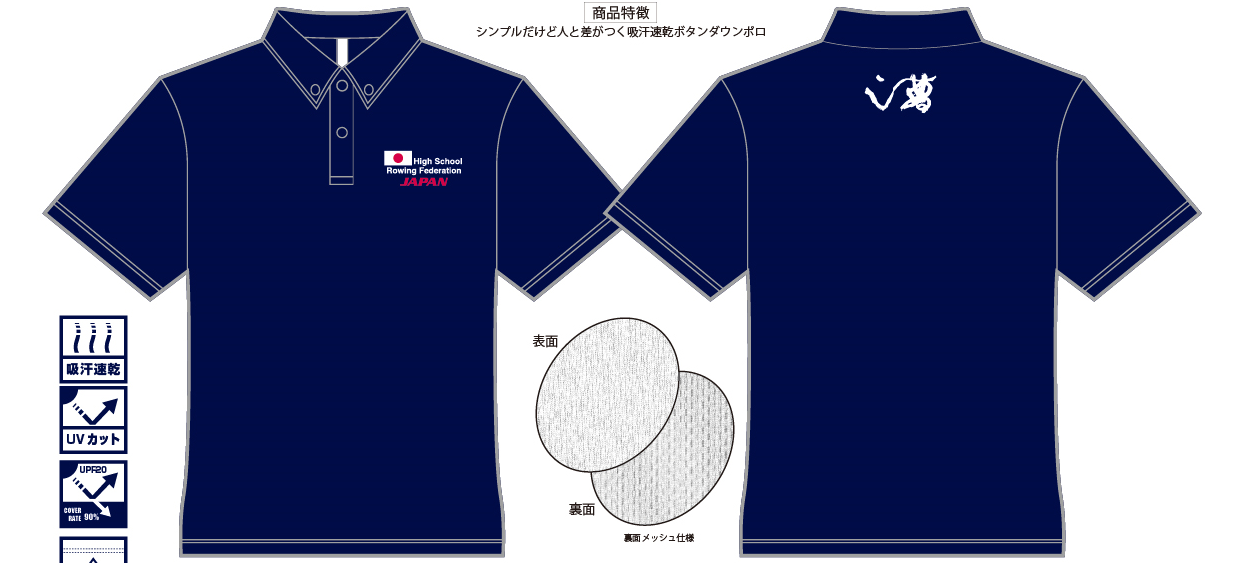 商品特徴
シンプルだけど人と差がつく吸汗速乾ボタンダウンポロ
High School
Rowing Federation
JAPAN
漕
吸汗速乾
UVカット
UPF20
COVER
RATE 90%
表面
裏面
裏面メッシュ仕様